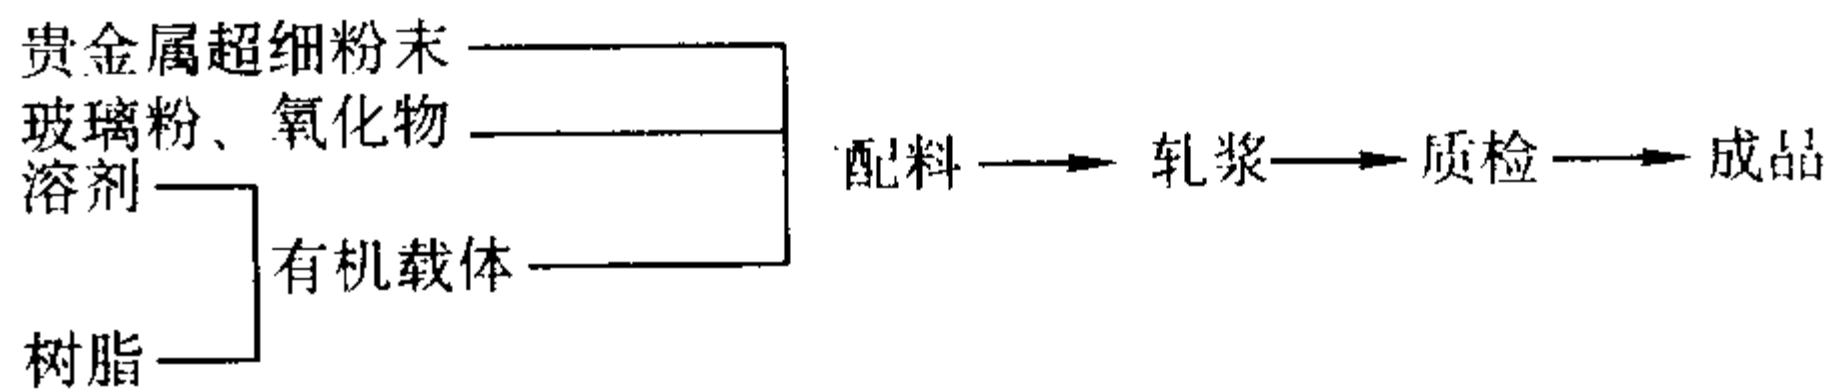 贵金属超细粉末
玻璃粉、氧化物
溶剂
有机载体
树脂
配料
轧浆
质检
成品